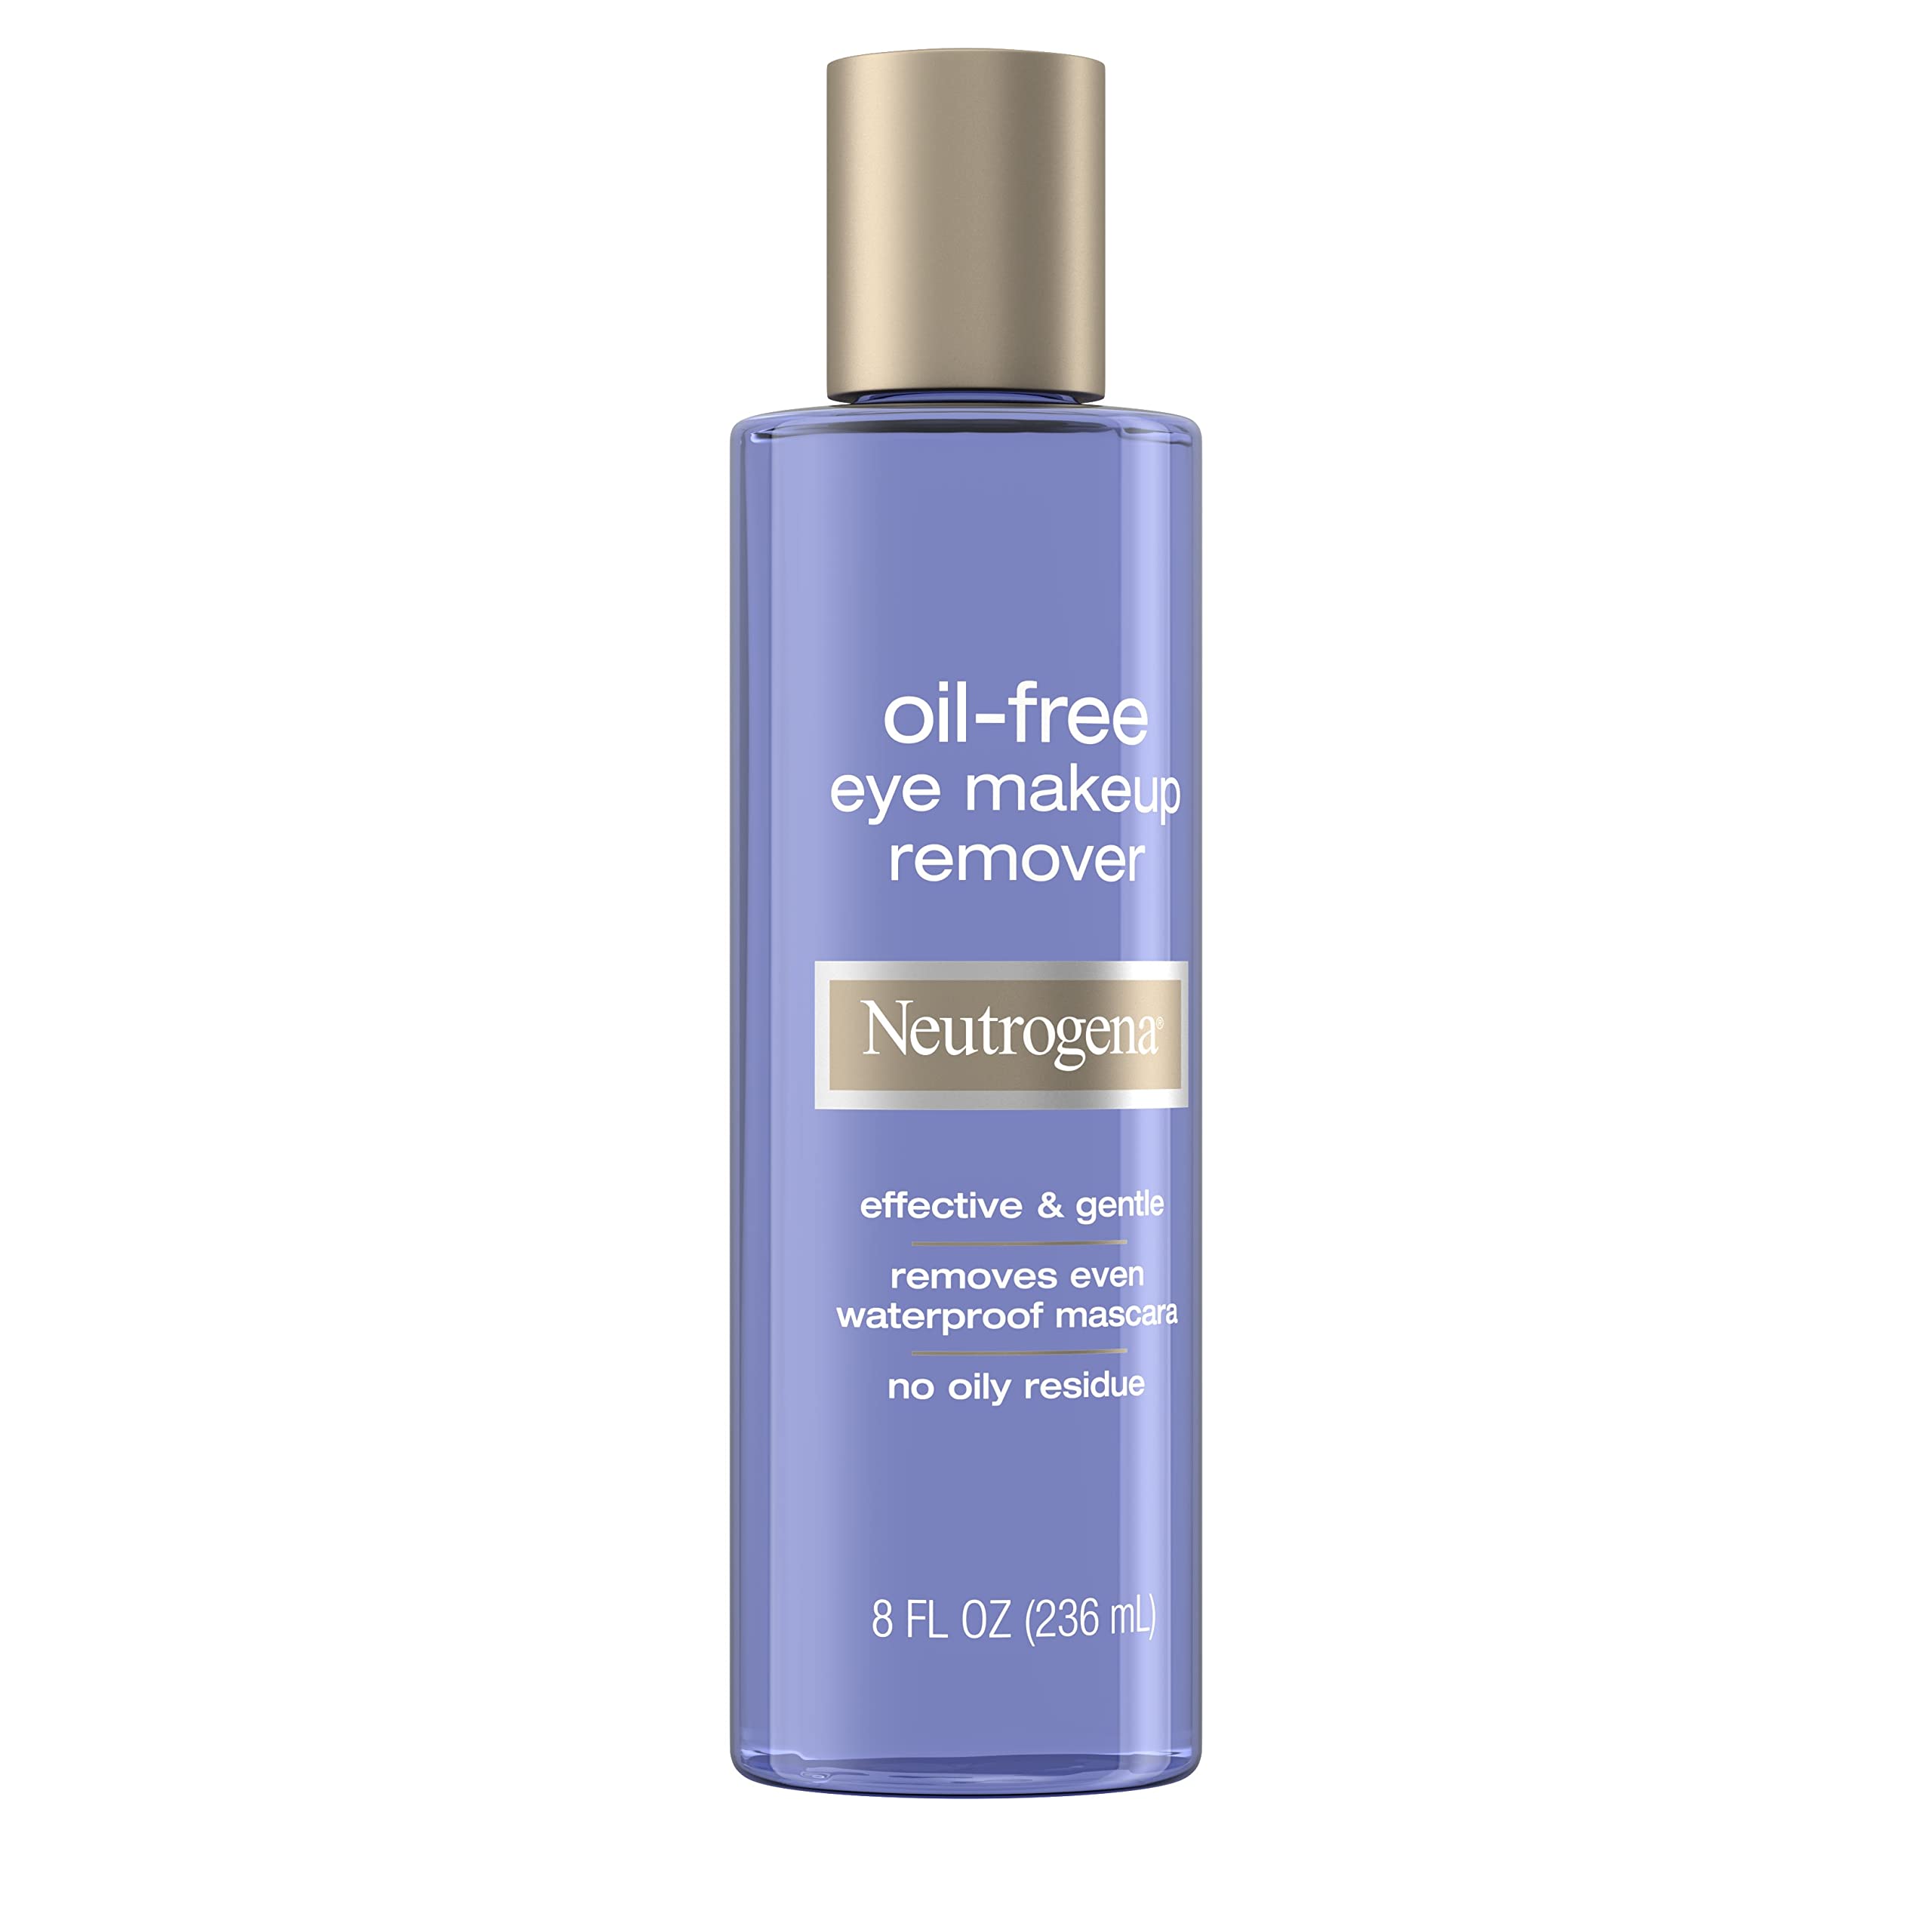 oil-free
eye makeup
remover
Neutrogena®
effective & gentle
removes even
waterproof mascara
no oily residue
8 FL OZ (236 mL)